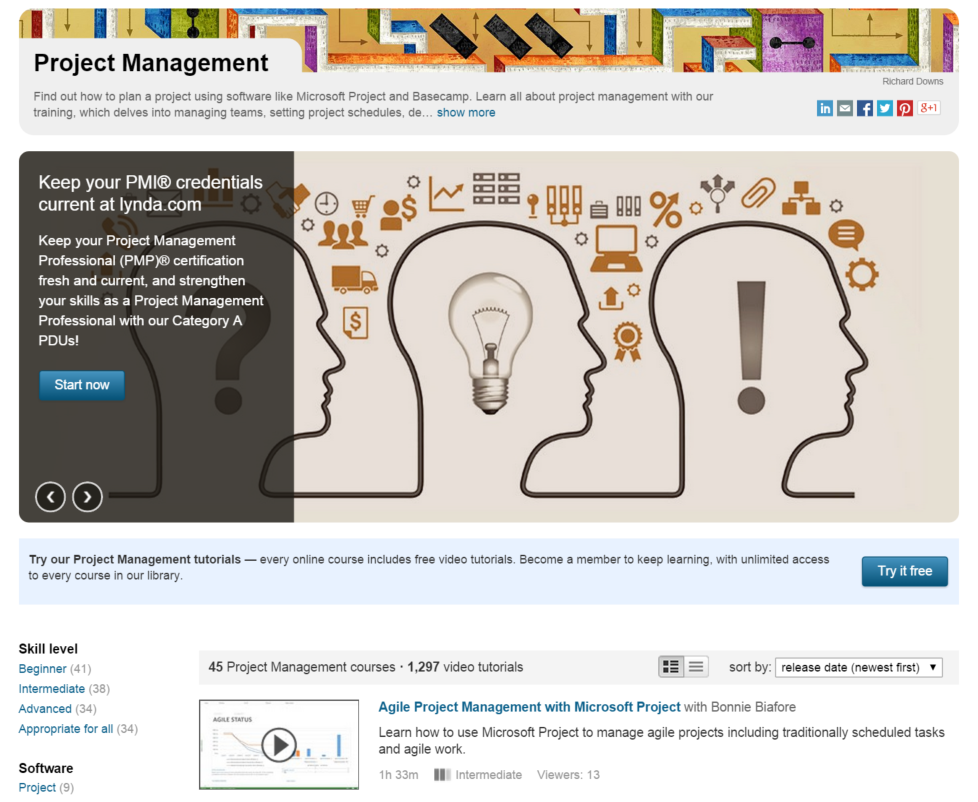 Project Management
Richard Downs
Find out how to plan a project using software like Microsoft Project and Basecamp. Learn all about project management with our
training, which delves into managing teams, setting project schedules, de… show more
in
g+1
Keep your PMI® credentials
current at lynda.com
Keep your Project Management
Professional (PMP)® certification
fresh and current, and strengthen
your skills as a Project Management
Professional with our Category A
PDUs!
Start now
Try our Project Management tutorials — every online course includes free video tutorials. Become a member to keep learning, with unlimited access
to every course in our library.
Try it free
Skill level
Beginner (41)
Intermediate (38)
Advanced (34)
Appropriate for all (34)
Software
Project (9)
45 Project Management courses · 1,297 video tutorials
sort by: release date (newest first)
AGILE STATUS
Agile Project Management with Microsoft Project with Bonnie Biafore
Learn how to use Microsoft Project to manage agile projects including traditionally scheduled tasks
and agile work.
1h 33m Intermediate Viewers: 13